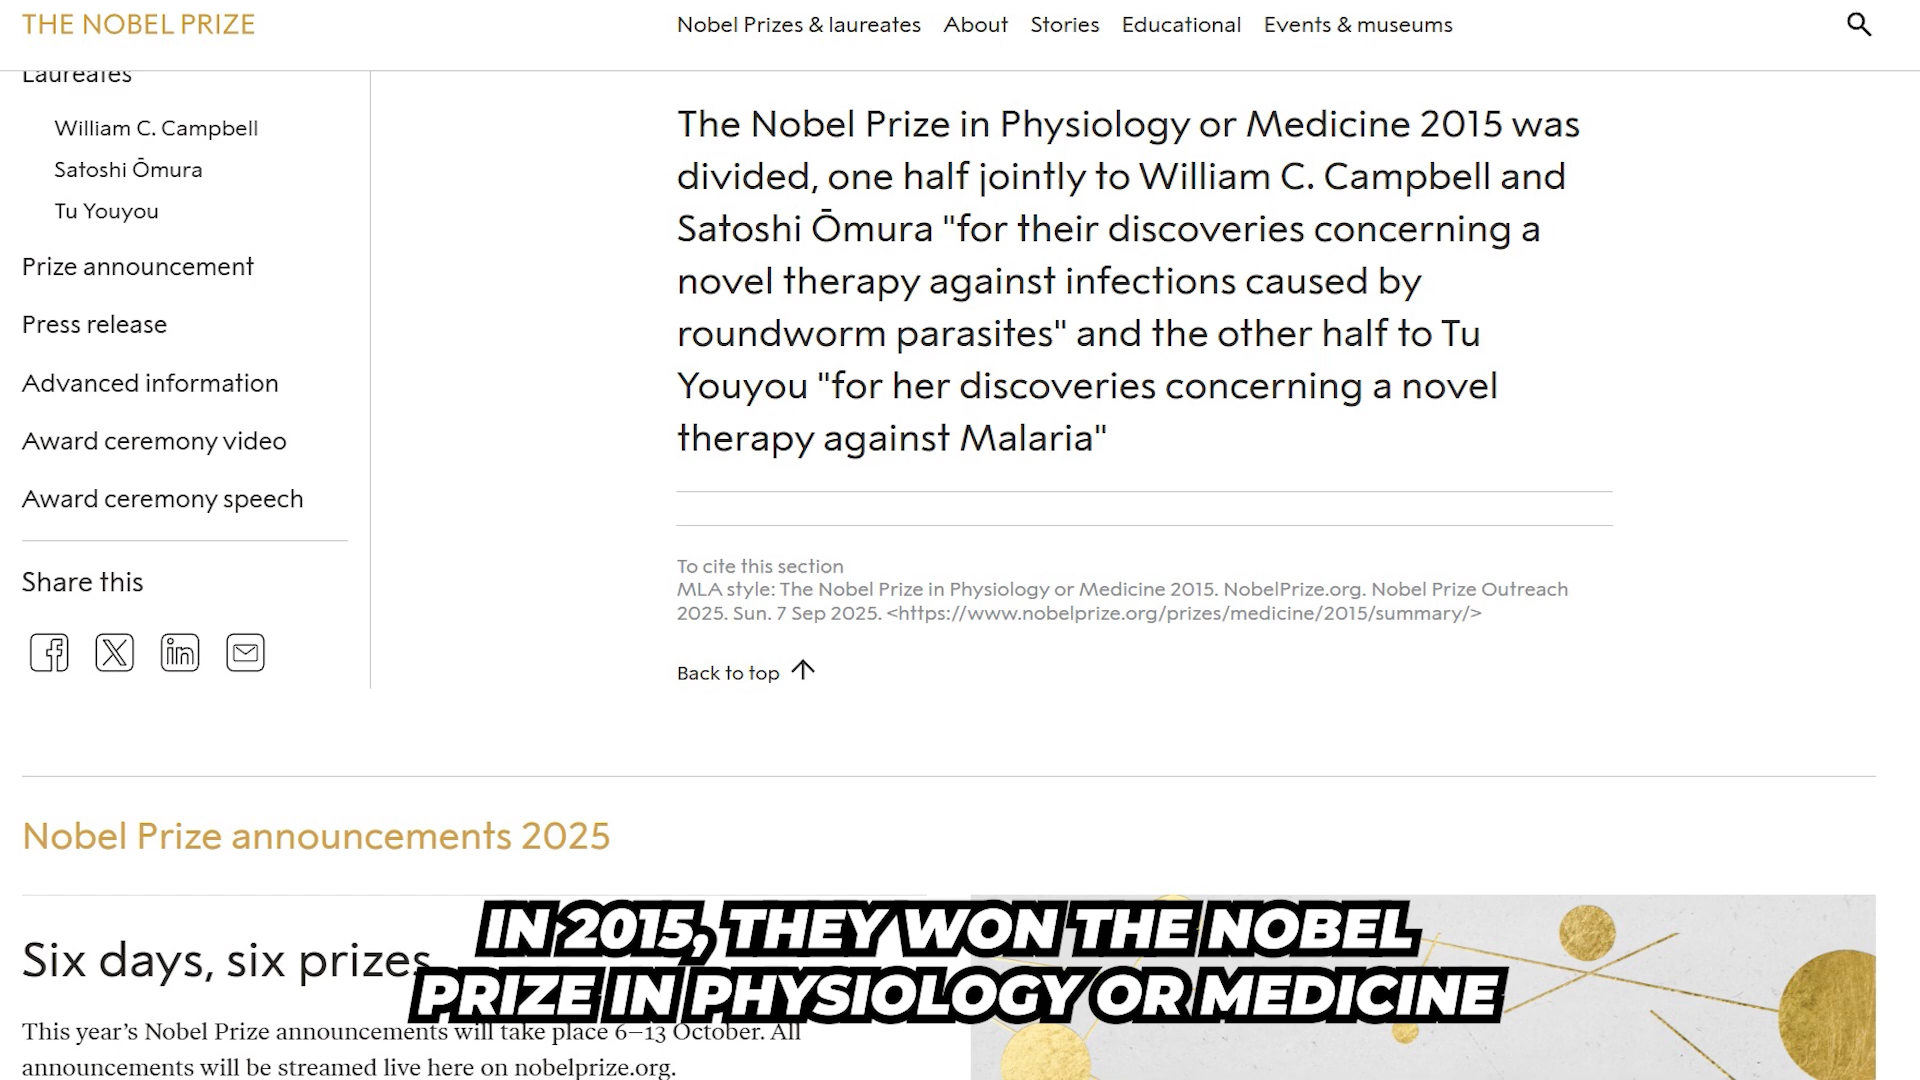 THE NOBEL PRIZE
Nobel Prizes & laureates About Stories Educational Events & museums
Laureates
William C. Campbell
Satoshi Ōmura
Tu Youyou
Prize announcement
Press release
Advanced information
Award ceremony video
Award ceremony speech
Share this
The Nobel Prize in Physiology or Medicine 2015 was
divided, one half jointly to William C. Campbell and
Satoshi Ōmura "for their discoveries concerning a
novel therapy against infections caused by
roundworm parasites" and the other half to Tu
Youyou "for her discoveries concerning a novel
therapy against Malaria"
To cite this section
MLA style: The Nobel Prize in Physiology or Medicine 2015. NobelPrize.org. Nobel Prize Outreach
2025. Sun. 7 Sep 2025. <https://www.nobelprize.org/prizes/medicine/2015/summary/>
Back to top
Nobel Prize announcements 2025
Six days, six prizes
This year's Nobel Prize announcements will take place 6–13 October. All
announcements will be streamed live here on nobelprize.org.
IN 2015, THEY WON THE NOBEL
PRIZE IN PHYSIOLOGY OR MEDICINE